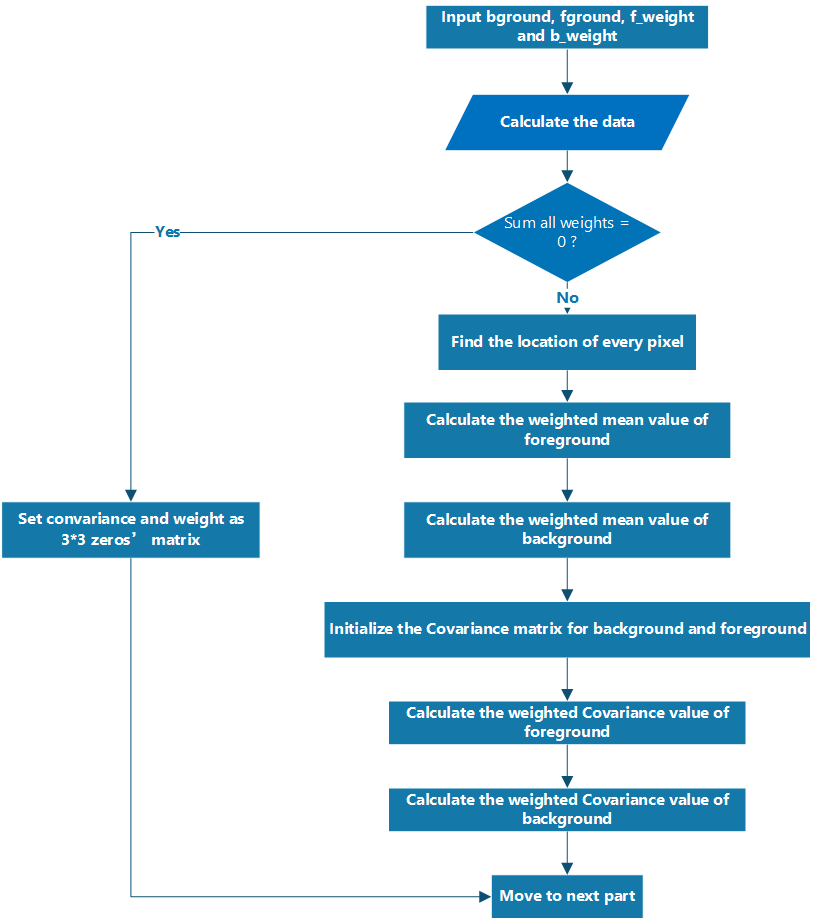 Input bground, fground, f_weight
and b_weight
Calculate the data
Sum all weights =
0 ?
Yes
No
Find the location of every pixel
Calculate the weighted mean value of
foreground
Set convariance and weight as
3*3 zeros’ matrix
Calculate the weighted mean value of
background
Initialize the Covariance matrix for background and foreground
Calculate the weighted Covariance value of
foreground
Calculate the weighted Covariance value of
background
Move to next part